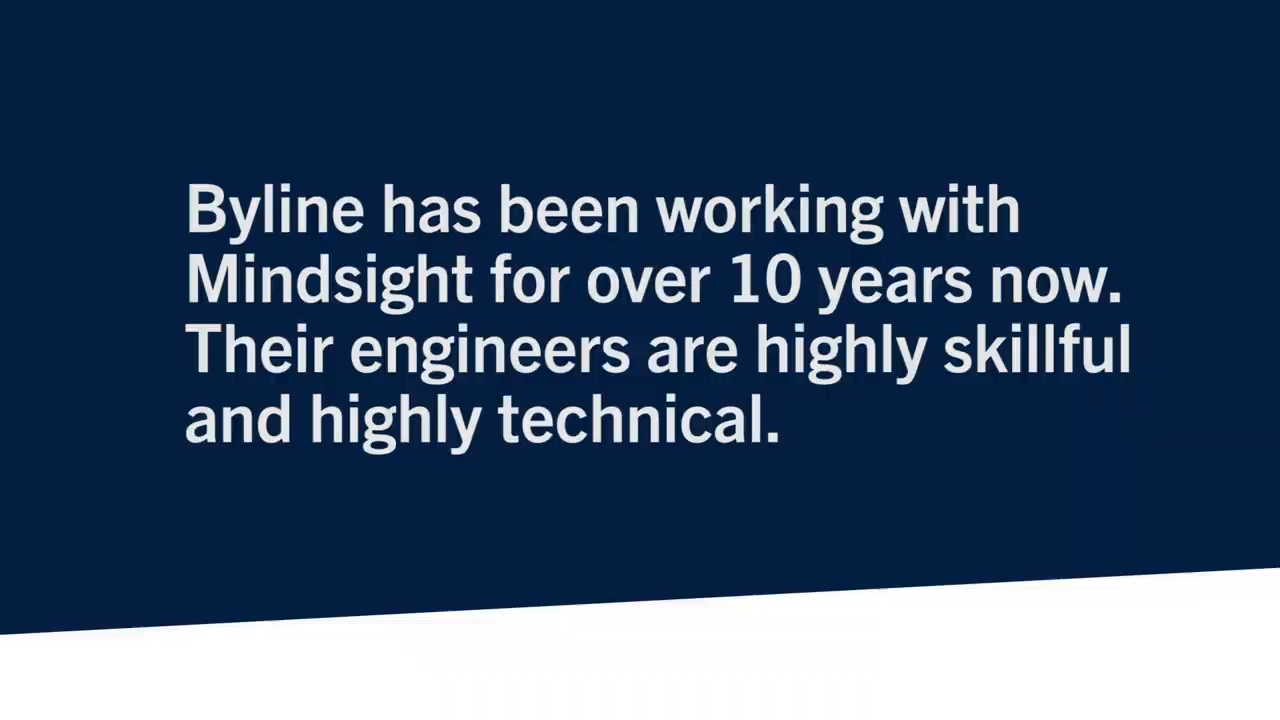 Byline has been working with
Mindsight for over 10 years now.
Their engineers are highly skillful
and highly technical.